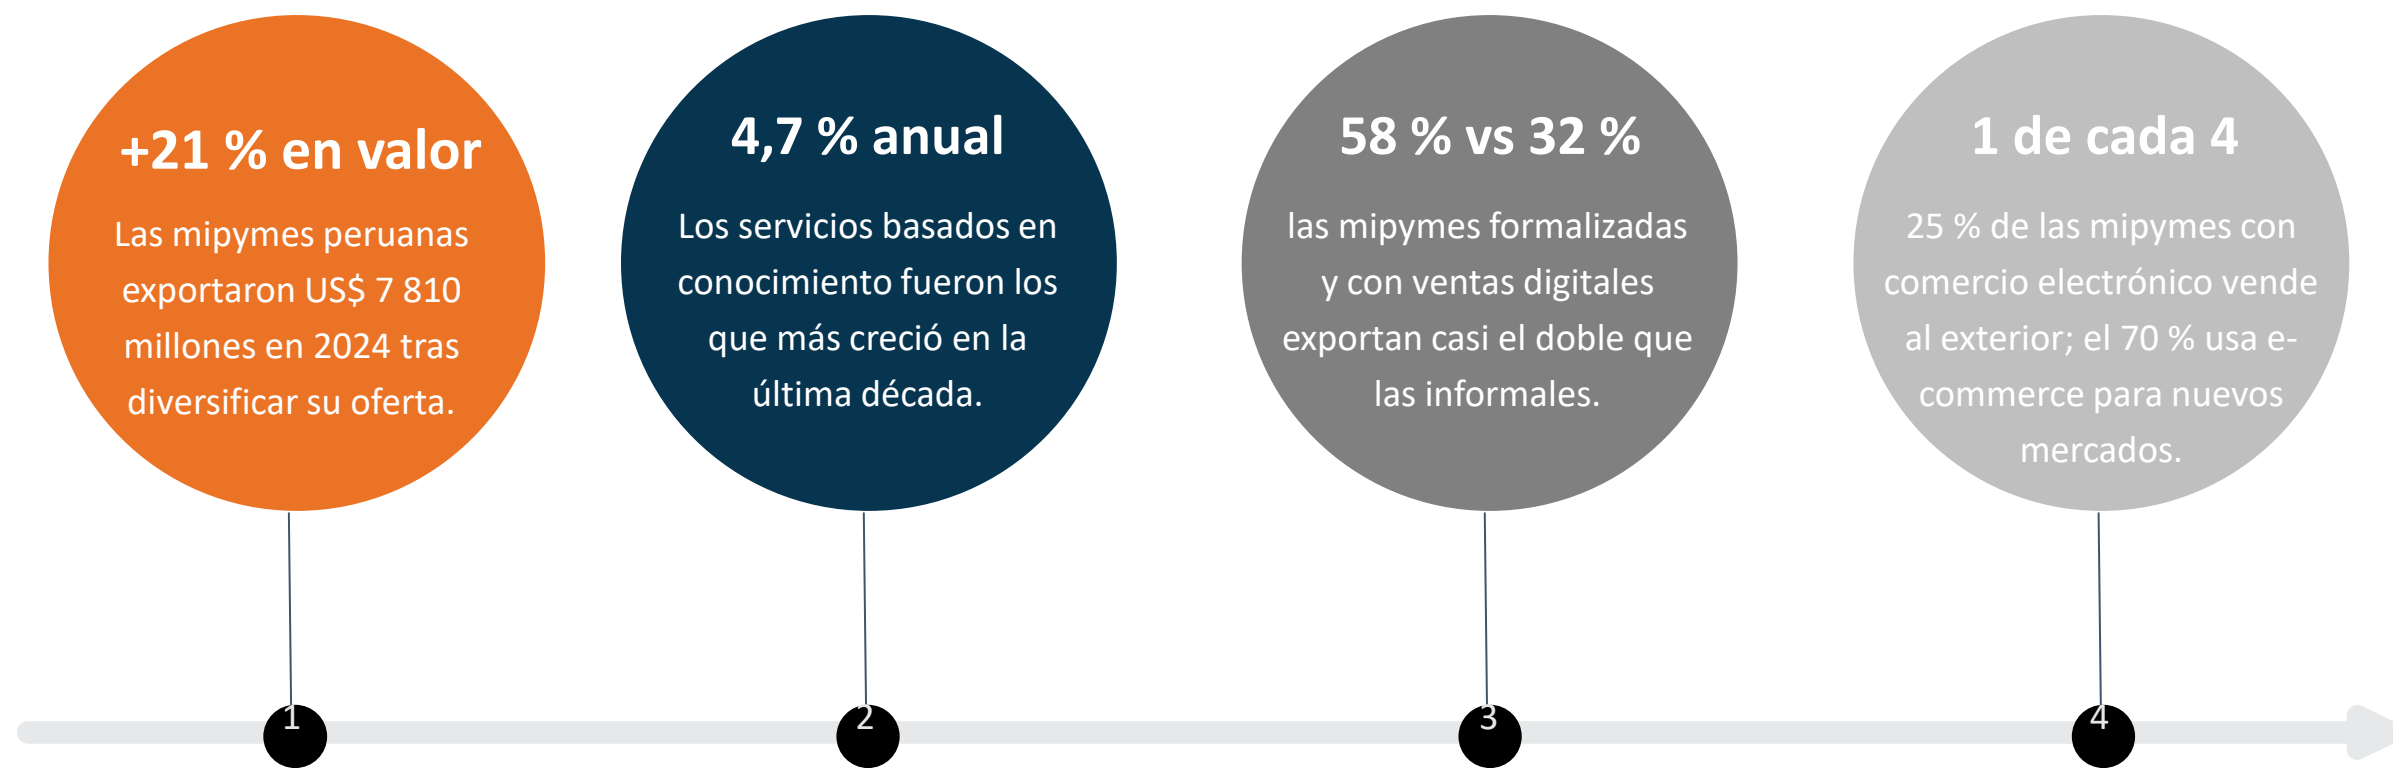 +21 % en valor
Las mipymes peruanas
exportaron US$ 7 810
millones en 2024 tras
diversificar su oferta.
4,7 % anual
Los servicios basados en
conocimiento fueron los
que más creció en la
última década.
58 % vs 32 %
las mipymes formalizadas
y con ventas digitales
exportan casi el doble que
las informales.
1 de cada 4
25 % de las mipymes con
comercio electrónico vende
al exterior; el 70 % usa e-
commerce para nuevos
mercados.
1
2
3
4